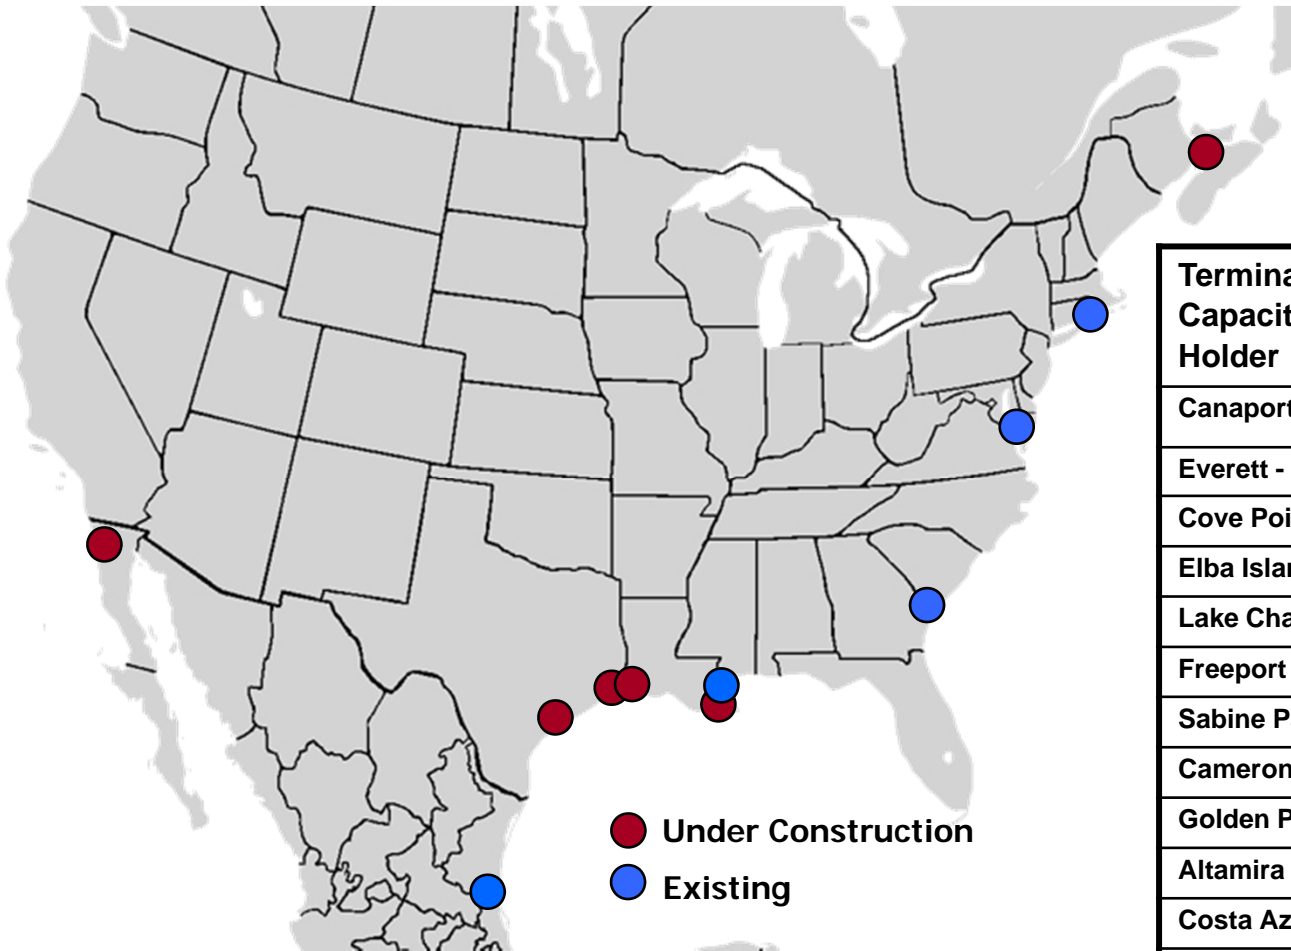 Termina
Capacit
Holder
Canaport
Everett -
Cove Poi
Elba Islar
Lake Cha
Freeport
Sabine P
Cameron
Golden P
Altamira
Costa Az
Under Construction
Existing